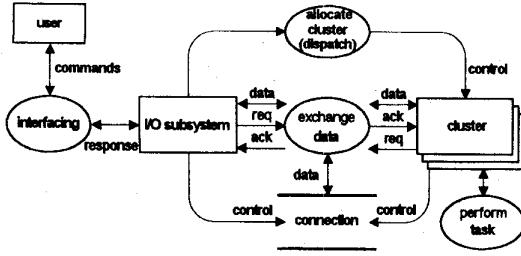 user
allocate
cluster
(dispatch)
commands
control
data
data
interfacing
I/O subsystem
req
exchange
data
ack
cluster
response
ack
req
data
control
connection
control
perform
task